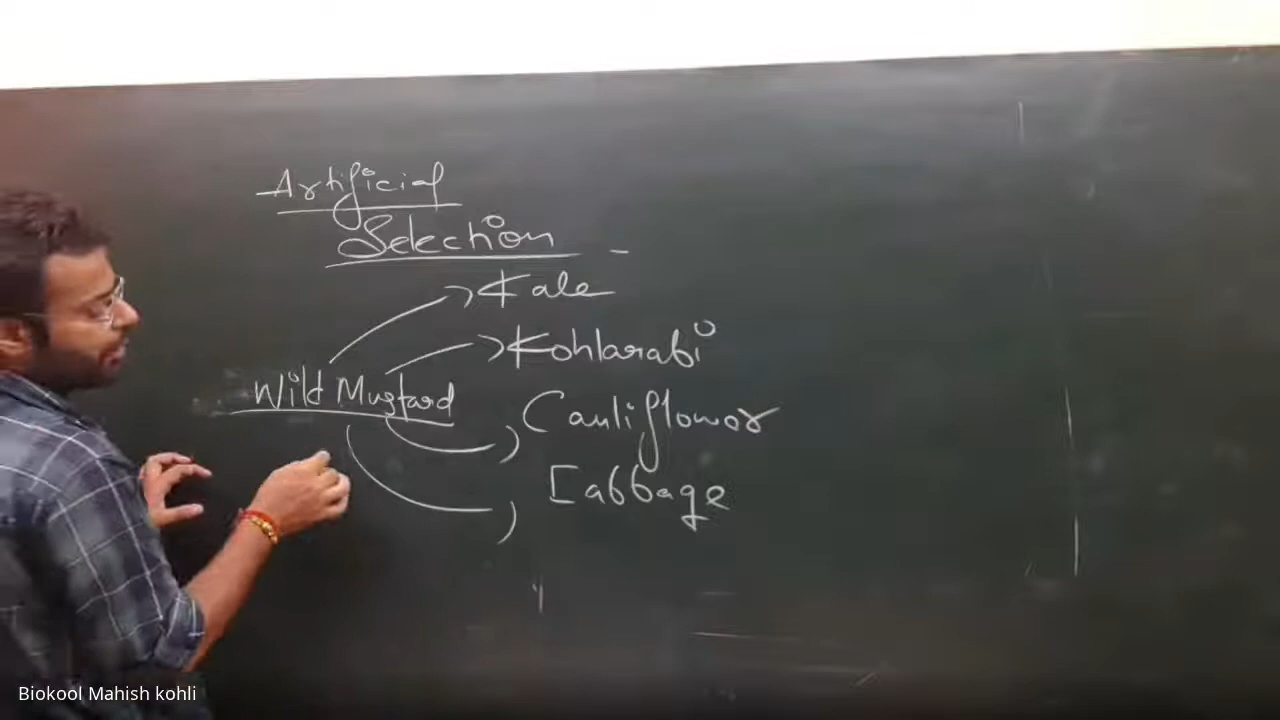 Artificial
Selection
Kale
Kohlarabi
Wild Mustard
Cauliflower
Cabbage
Biokool Mahish kohli